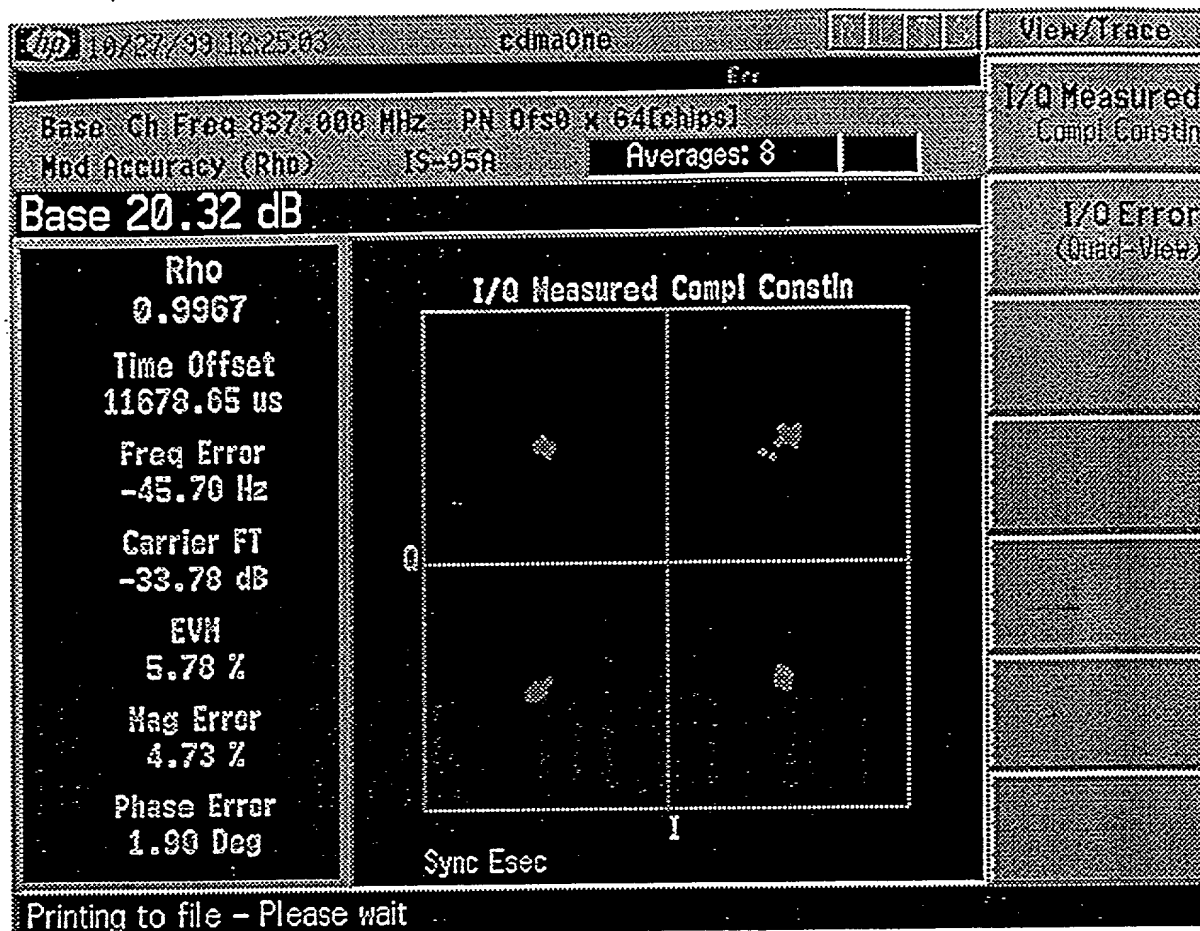 hp 10/27/99 12:25:03 cdmaOne
View/Trace
Err
Base Ch Freq 837.000 MHz PN Ofs0 x 64[chips]
Mod Accuracy (Rho) IS-95A Averages: 8
Base 20.32 dB
I/Q Measured
Compl Constln
I/Q Error
(Quad-View)
Rho
0.9967
Time Offset
11678.65 us
Freq Error
-45.70 Hz
Carrier FT
-33.78 dB
EVM
5.78 %
Mag Error
4.73 %
Phase Error
1.90 Deg
I/Q Measured Compl Constln
Q
I
Sync Esec
Printing to file - Please wait